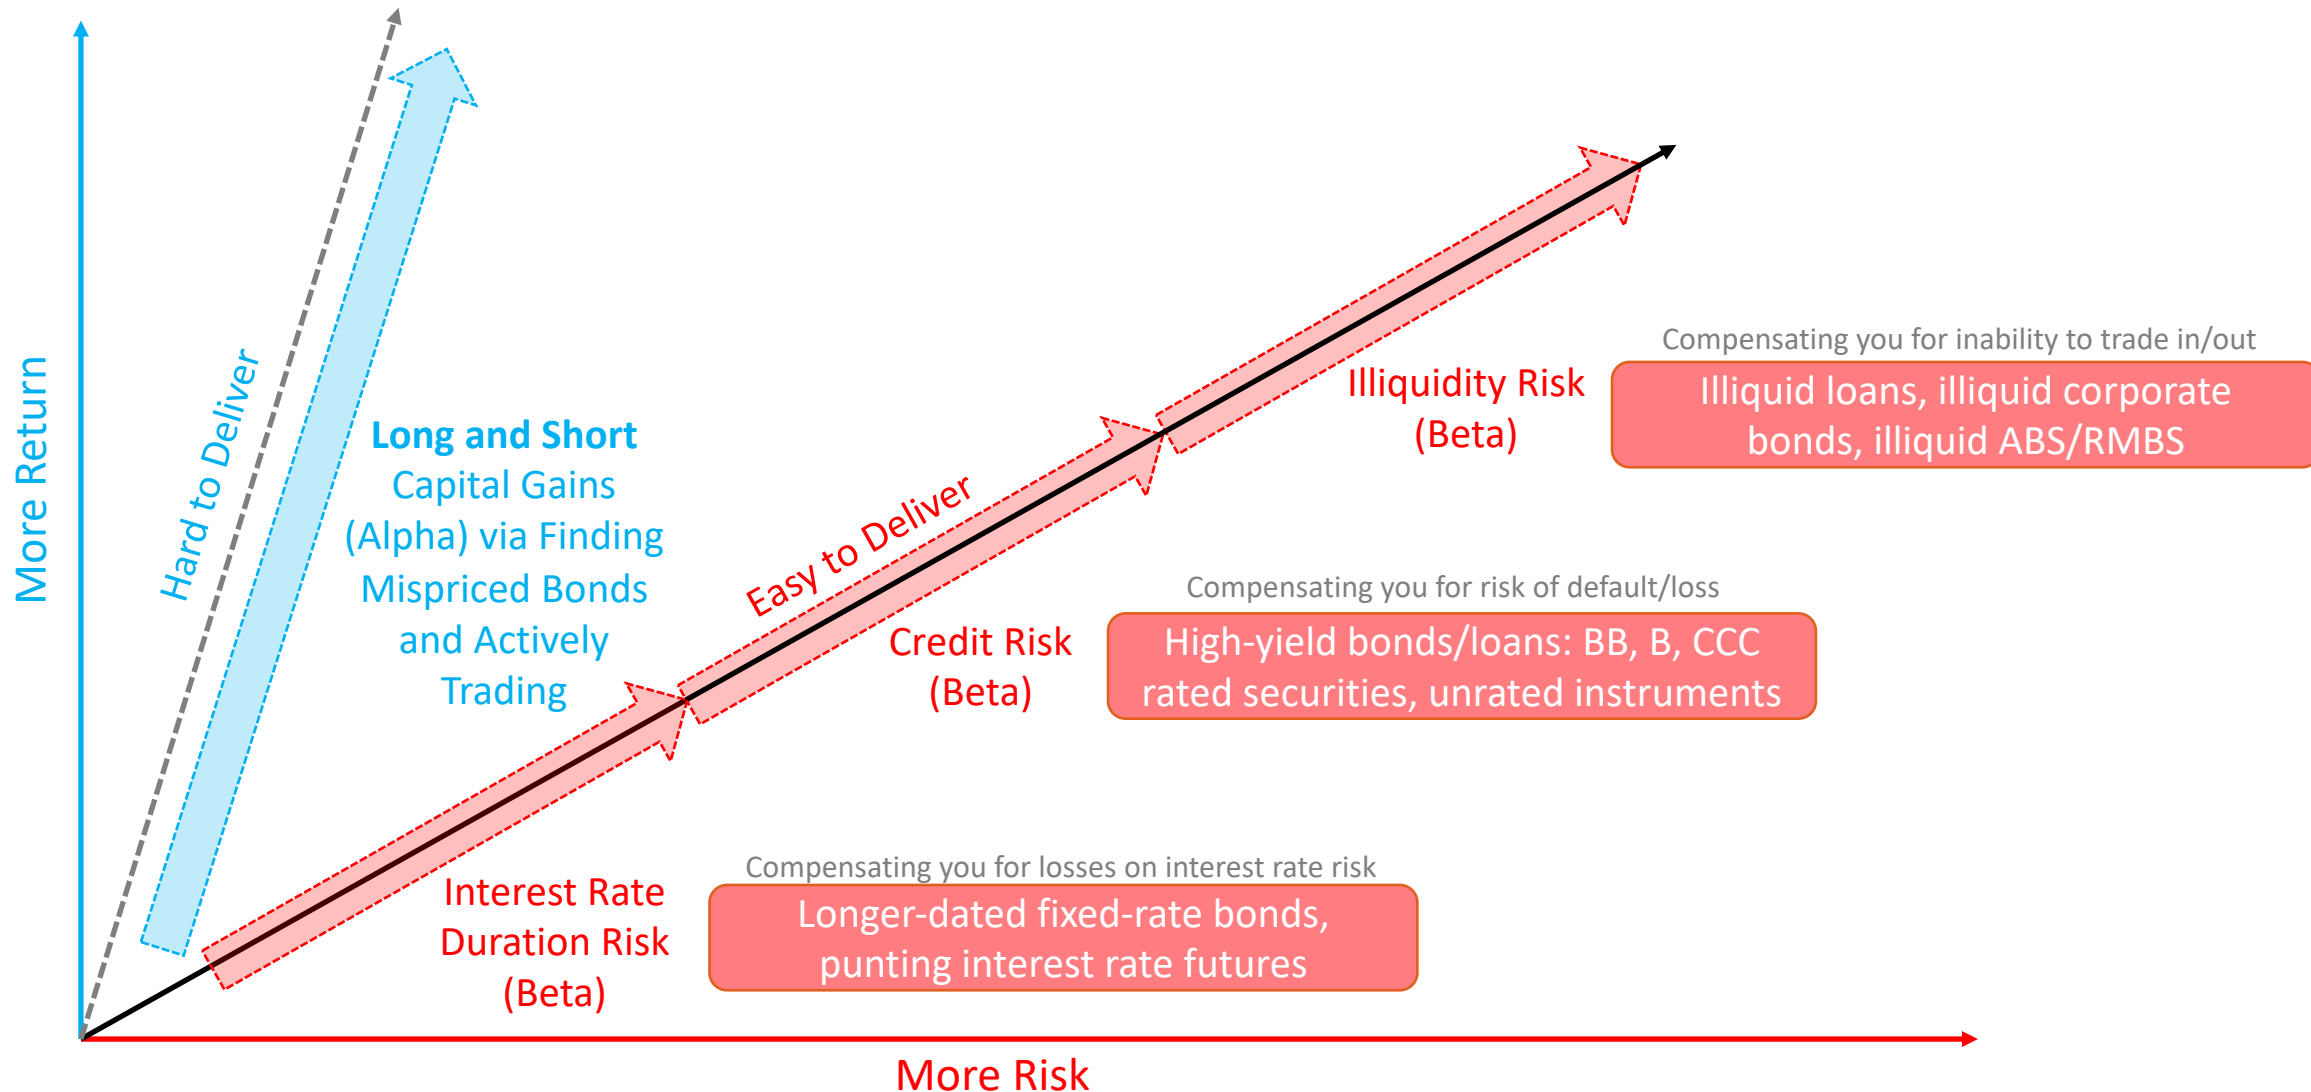 More Return
Hard to Deliver
Long and Short
Capital Gains
(Alpha) via Finding
Mispriced Bonds
and Actively
Trading
Easy to Deliver
Compensating you for inability to trade in/out
Illiquidity Risk
(Beta)
Illiquid loans, illiquid corporate
bonds, illiquid ABS/RMBS
Compensating you for risk of default/loss
Credit Risk
(Beta)
High-yield bonds/loans: BB, B, CCC
rated securities, unrated instruments
Compensating you for losses on interest rate risk
Interest Rate
Duration Risk
(Beta)
Longer-dated fixed-rate bonds,
punting interest rate futures
More Risk